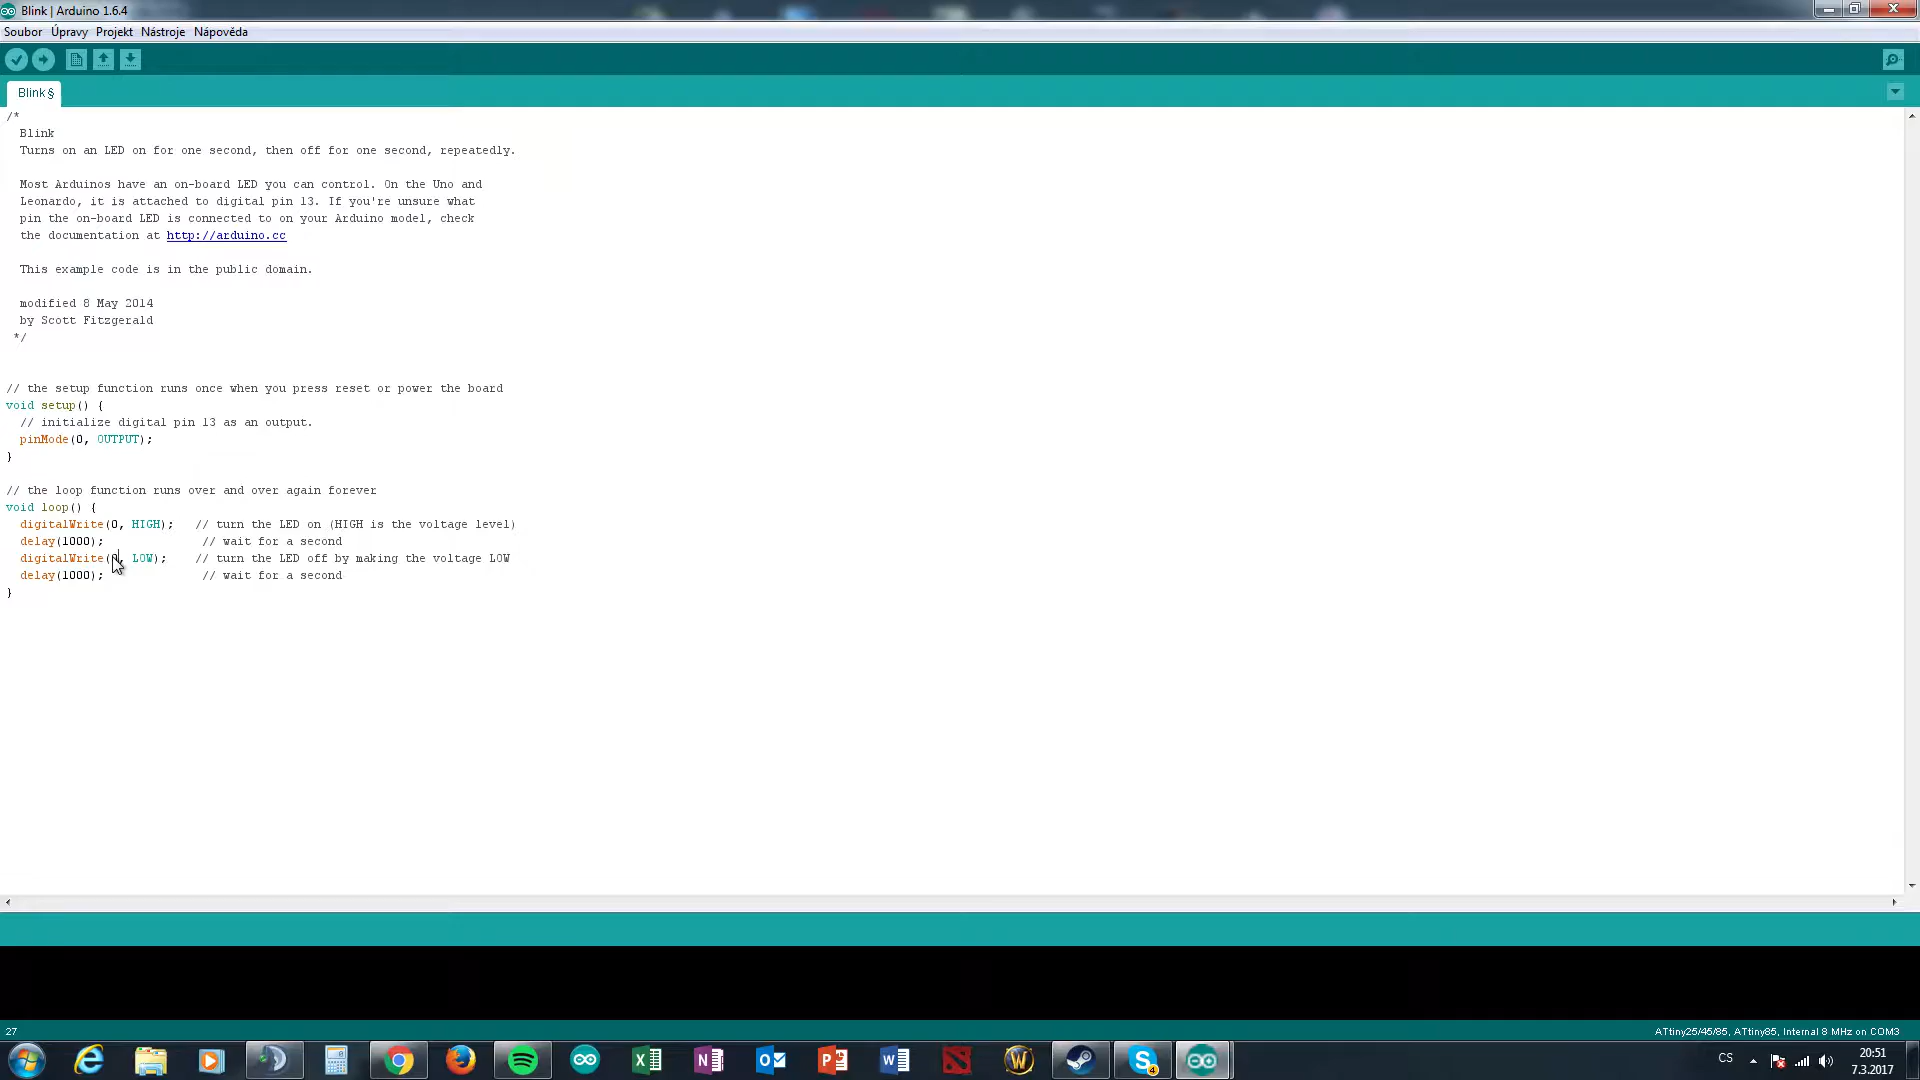 Blink | Arduino 1.6.4
Soubor Úpravy Projekt Nástroje Nápověda
Blink §
/*
Blink
Turns on an LED on for one second, then off for one second, repeatedly.
Most Arduinos have an on-board LED you can control. On the Uno and
Leonardo, it is attached to digital pin 13. If you're unsure what
pin the on-board LED is connected to on your Arduino model, check
the documentation at http://arduino.cc
This example code is in the public domain.
modified 8 May 2014
by Scott Fitzgerald
*/
// the setup function runs once when you press reset or power the board
void setup() {
// initialize digital pin 13 as an output.
pinMode(0, OUTPUT);
}
// the loop function runs over and over again forever
void loop() {
digitalWrite(0, HIGH); // turn the LED on (HIGH is the voltage level)
delay(1000); // wait for a second
digitalWrite(0, LOW); // turn the LED off by making the voltage LOW
delay(1000); // wait for a second
}
27
ATtiny25/45/85, ATtiny85, Internal 8 MHz on COM3
CS
20:51
7.3.2017
4